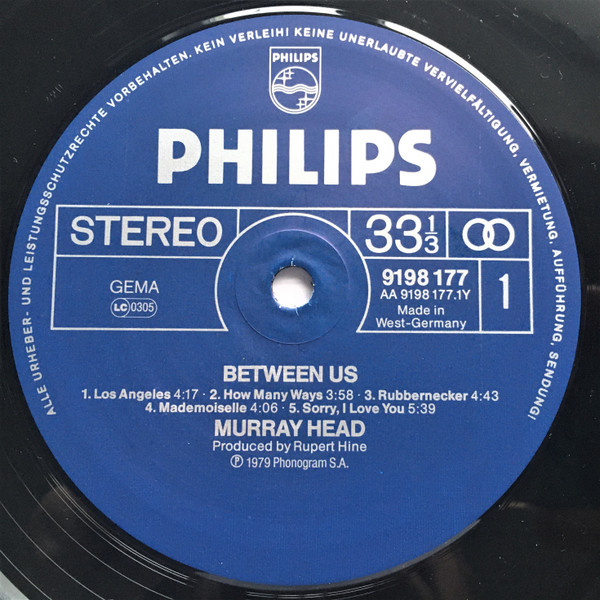 ALLE URHEBER- UND LEISTUNGSSCHUTZRECHTE VORBEHALTEN. KEIN VERLEIH! KEINE UNERLAUBTE VERVIELFÄLTIGUNG, VERMIETUNG, AUFFÜHRUNG, SENDUNG!
PHILIPS
PHILIPS
STEREO 33 1/3
GEMA
LC 0305
9198 177
AA 9198 177.1Y
Made in
West-Germany
1
BETWEEN US
1. Los Angeles 4:17 · 2. How Many Ways 3:58 · 3. Rubbernecker 4:43
4. Mademoiselle 4:06 · 5. Sorry, I Love You 5:39
MURRAY HEAD
Produced by Rupert Hine
Ⓟ 1979 Phonogram S.A.